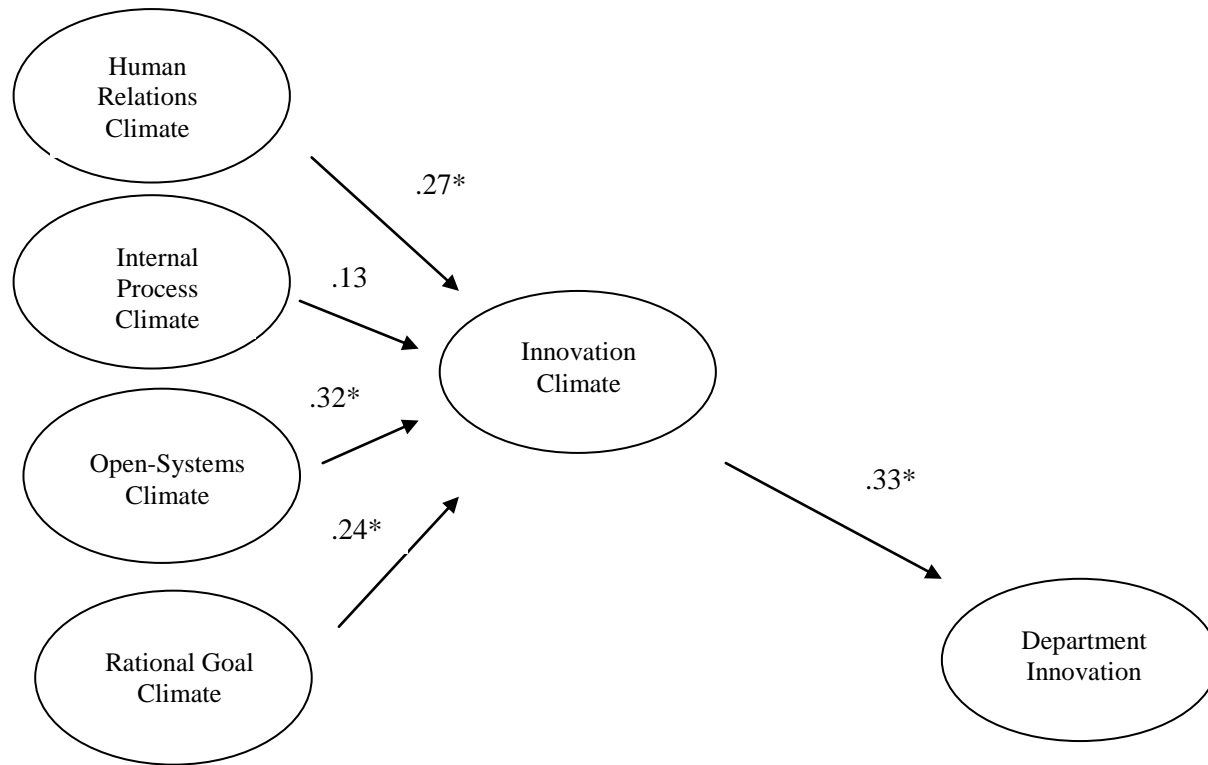 Human
Relations
Climate
.27*
Internal
Process
Climate
.13
Innovation
Climate
.32*
Open-Systems
Climate
.24*
.33*
Rational Goal
Climate
Department
Innovation